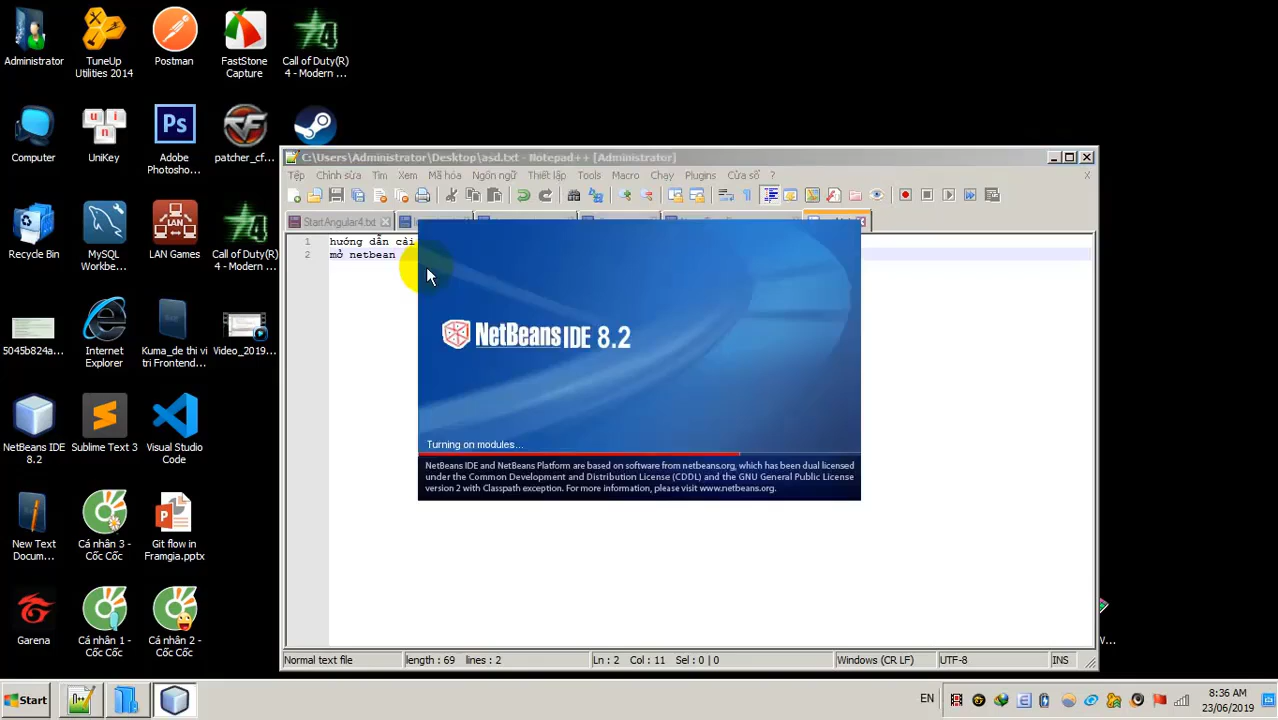 Administrator
TuneUp
Utilities 2014
Postman
FastStone
Capture
Call of Duty(R)
4 - Modern ...
Computer
UniKey
Adobe
Photosho...
patcher_cf...
C:\Users\Administrator\Desktop\asd.txt - Notepad++ [Administrator]
Tệp Chỉnh sửa Tìm Xem Mã hóa Ngôn ngữ Thiết lập Tools Macro Chạy Plugins Cửa sổ ? X
StartAngular4.txt
1 hướng dẫn cài
2 mở netbean
Recycle Bin
MySQL
Workbe...
LAN Games
Call of Duty(R)
4 - Modern ...
NetBeans IDE 8.2
5045b824a...
Internet
Explorer
Kuma_de thi vi
tri Frontend...
Video_2019...
Turning on modules...
NetBeans IDE and NetBeans Platform are based on software from netbeans.org, which has been dual licensed
under the Common Development and Distribution License (CDDL) and the GNU General Public License
version 2 with Classpath exception. For more information, please visit www.netbeans.org.
NetBeans IDE
8.2
Sublime Text 3
Visual Studio
Code
New Text
Docum...
Cá nhân 3 -
Cốc Cốc
Git flow in
Framgia.pptx
Garena
Cá nhân 1 -
Cốc Cốc
Cá nhân 2 -
Cốc Cốc
Normal text file length : 69 lines : 2 Ln : 2 Col : 11 Sel : 0 | 0 Windows (CR LF) UTF-8 INS
Start
EN
8:36 AM
23/06/2019